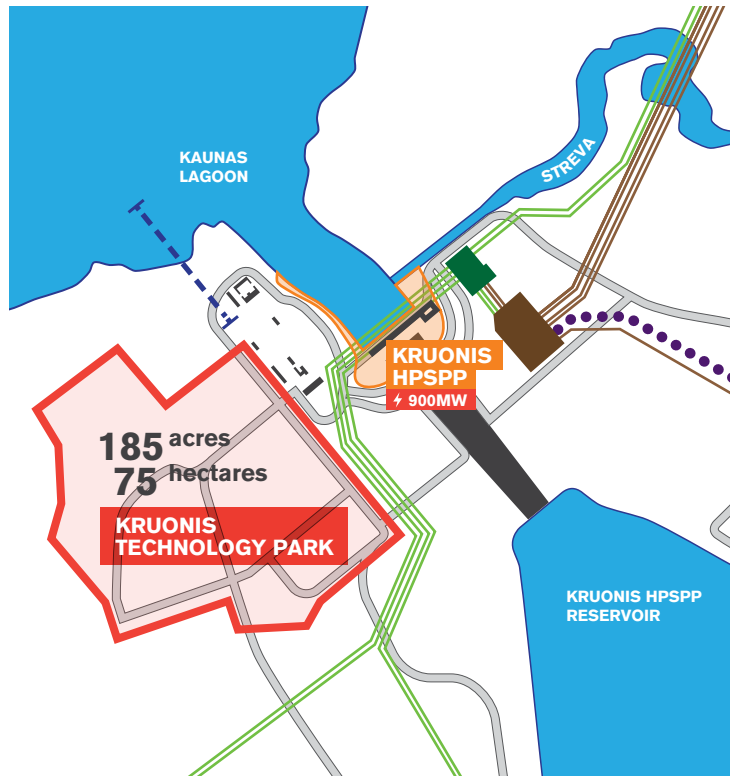 KAUNAS
LAGOON
STREVA
KRUONIS
HPSPP
900MW
185 acres
75 hectares
KRUONIS
TECHNOLOGY PARK
KRUONIS HPSPP
RESERVOIR